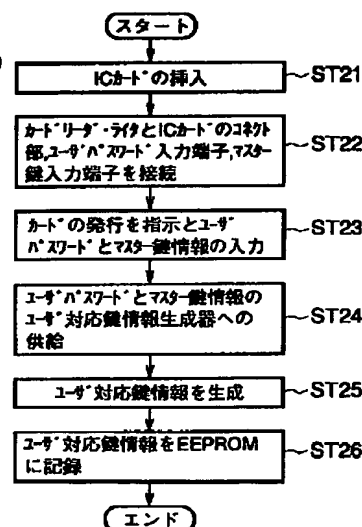 スタート
ICカードの挿入
ST21
カードリーダ・ライタとICカードのコネクト
部,ユーザパスワード入力端子,マスター
鍵入力端子を接続
ST22
カードの発行を指示とユーザ
パスワードとマスター鍵情報の入力
ST23
ユーザパスワードとマスター鍵情報の
ユーザ対応鍵情報生成器への
供給
ST24
ユーザ対応鍵情報を生成
ST25
ユーザ対応鍵情報をEEPROM
に記録
ST26
エンド